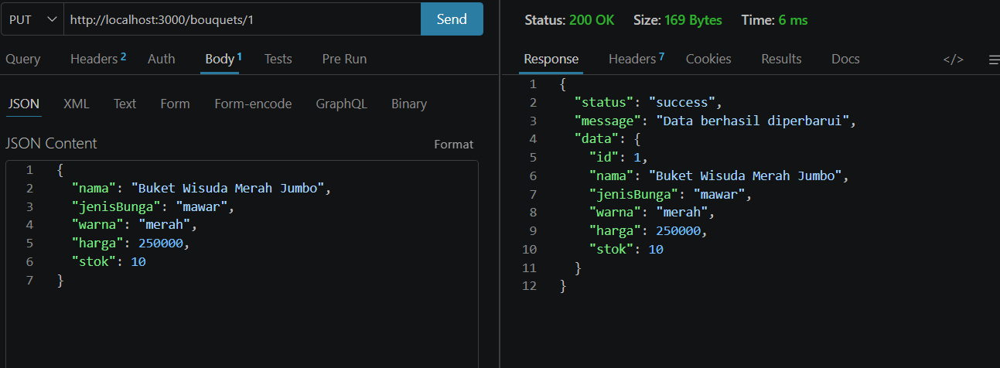 PUT http://localhost:3000/bouquets/1 Send
Query Headers 2 Auth Body 1 Tests Pre Run
JSON XML Text Form Form-encode GraphQL Binary
JSON Content Format
1 {
2 "nama": "Buket Wisuda Merah Jumbo",
3 "jenisBunga": "mawar",
4 "warna": "merah",
5 "harga": 250000,
6 "stok": 10
7 }
Status: 200 OK Size: 169 Bytes Time: 6 ms
Response Headers 7 Cookies Results Docs </>
1 {
2 "status": "success",
3 "message": "Data berhasil diperbarui",
4 "data": {
5 "id": 1,
6 "nama": "Buket Wisuda Merah Jumbo",
7 "jenisBunga": "mawar",
8 "warna": "merah",
9 "harga": 250000,
10 "stok": 10
11 }
12 }